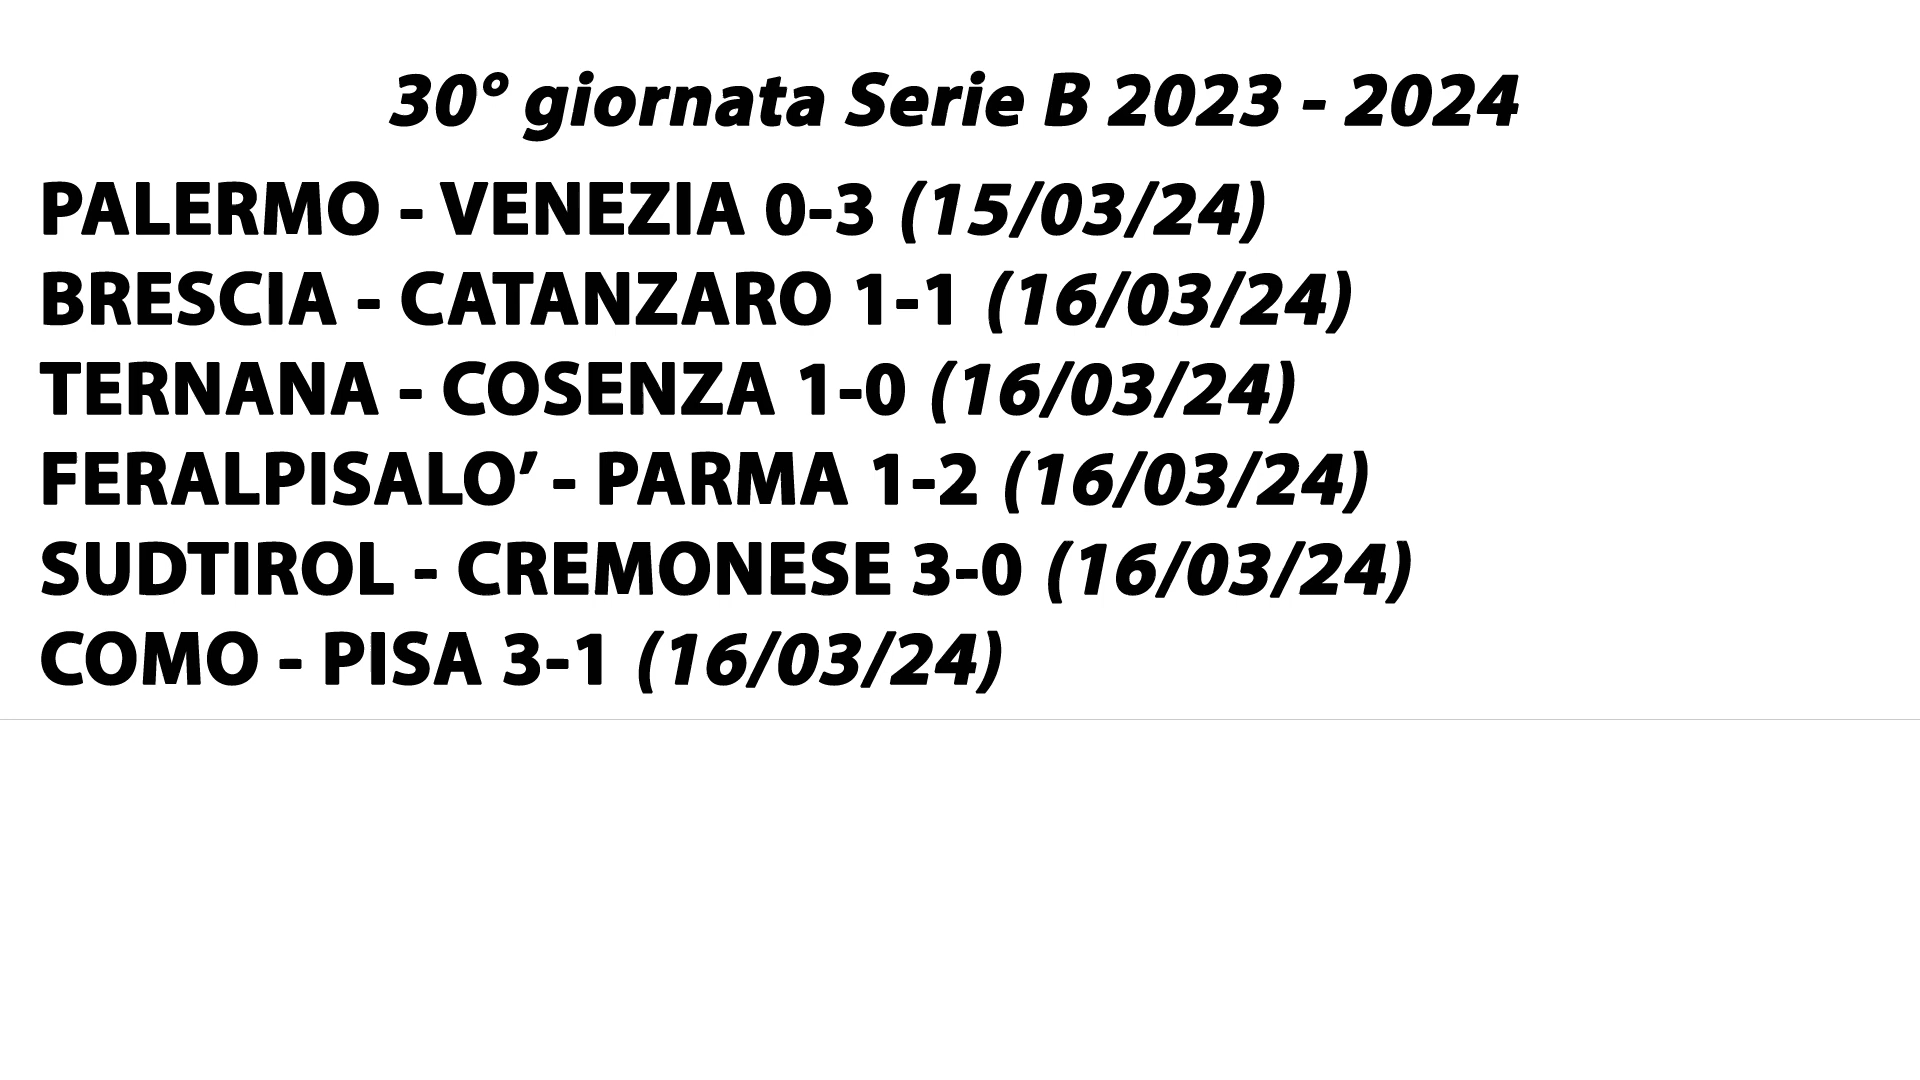 30° giornata Serie B 2023 - 2024
PALERMO - VENEZIA 0-3 (15/03/24)
BRESCIA - CATANZARO 1-1 (16/03/24)
TERNANA - COSENZA 1-0 (16/03/24)
FERALPISALO’ - PARMA 1-2 (16/03/24)
SUDTIROL - CREMONESE 3-0 (16/03/24)
COMO - PISA 3-1 (16/03/24)